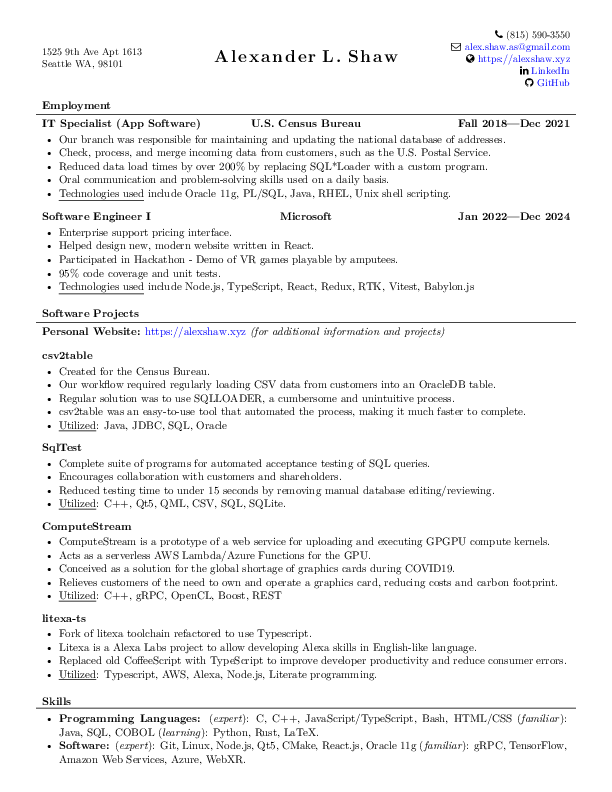 1525 9th Ave Apt 1613
Seattle WA, 98101
Alexander L. Shaw
(815) 590-3550
alex.shaw.as@gmail.com
https://alexshaw.xyz
LinkedIn
GitHub
Employment
IT Specialist (App Software) U.S. Census Bureau Fall 2018—Dec 2021
• Our branch was responsible for maintaining and updating the national database of addresses.
• Check, process, and merge incoming data from customers, such as the U.S. Postal Service.
• Reduced data load times by over 200% by replacing SQL*Loader with a custom program.
• Oral communication and problem-solving skills used on a daily basis.
• Technologies used include Oracle 11g, PL/SQL, Java, RHEL, Unix shell scripting.
Software Engineer I Microsoft Jan 2022—Dec 2024
• Enterprise support pricing interface.
• Helped design new, modern website written in React.
• Participated in Hackathon - Demo of VR games playable by amputees.
• 95% code coverage and unit tests.
• Technologies used include Node.js, TypeScript, React, Redux, RTK, Vitest, Babylon.js
Software Projects
Personal Website: https://alexshaw.xyz (for additional information and projects)
csv2table
• Created for the Census Bureau.
• Our workflow required regularly loading CSV data from customers into an OracleDB table.
• Regular solution was to use SQLLOADER, a cumbersome and unintuitive process.
• csv2table was an easy-to-use tool that automated the process, making it much faster to complete.
• Utilized: Java, JDBC, SQL, Oracle
SqlTest
• Complete suite of programs for automated acceptance testing of SQL queries.
• Encourages collaboration with customers and shareholders.
• Reduced testing time to under 15 seconds by removing manual database editing/reviewing.
• Utilized: C++, Qt5, QML, CSV, SQL, SQLite.
ComputeStream
• ComputeStream is a prototype of a web service for uploading and executing GPGPU compute kernels.
• Acts as a serverless AWS Lambda/Azure Functions for the GPU.
• Conceived as a solution for the global shortage of graphics cards during COVID19.
• Relieves customers of the need to own and operate a graphics card, reducing costs and carbon footprint.
• Utilized: C++, gRPC, OpenCL, Boost, REST
litexa-ts
• Fork of litexa toolchain refactored to use Typescript.
• Litexa is a Alexa Labs project to allow developing Alexa skills in English-like language.
• Replaced old CoffeeScript with TypeScript to improve developer productivity and reduce consumer errors.
• Utilized: Typescript, AWS, Alexa, Node.js, Literate programming.
Skills
• Programming Languages: (expert): C, C++, JavaScript/TypeScript, Bash, HTML/CSS (familiar):
Java, SQL, COBOL (learning): Python, Rust, LaTeX.
• Software: (expert): Git, Linux, Node.js, Qt5, CMake, React.js, Oracle 11g (familiar): gRPC, TensorFlow,
Amazon Web Services, Azure, WebXR.